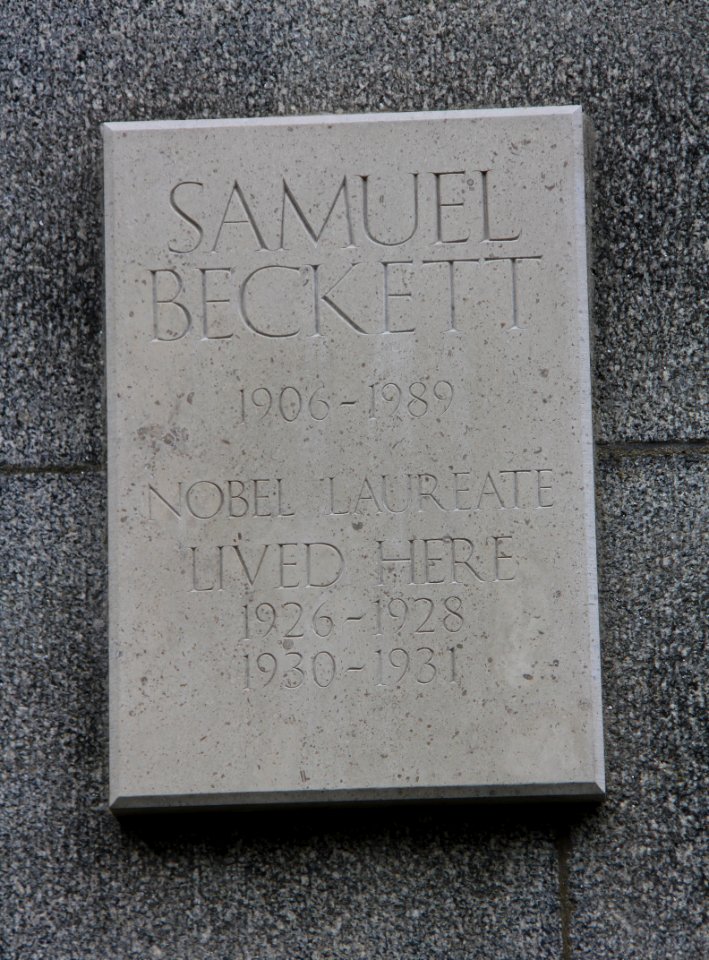 SAMUEL
BECKETT
1906-1989
NOBEL LAUREATE
LIVED HERE
1926-1928
1930-1931